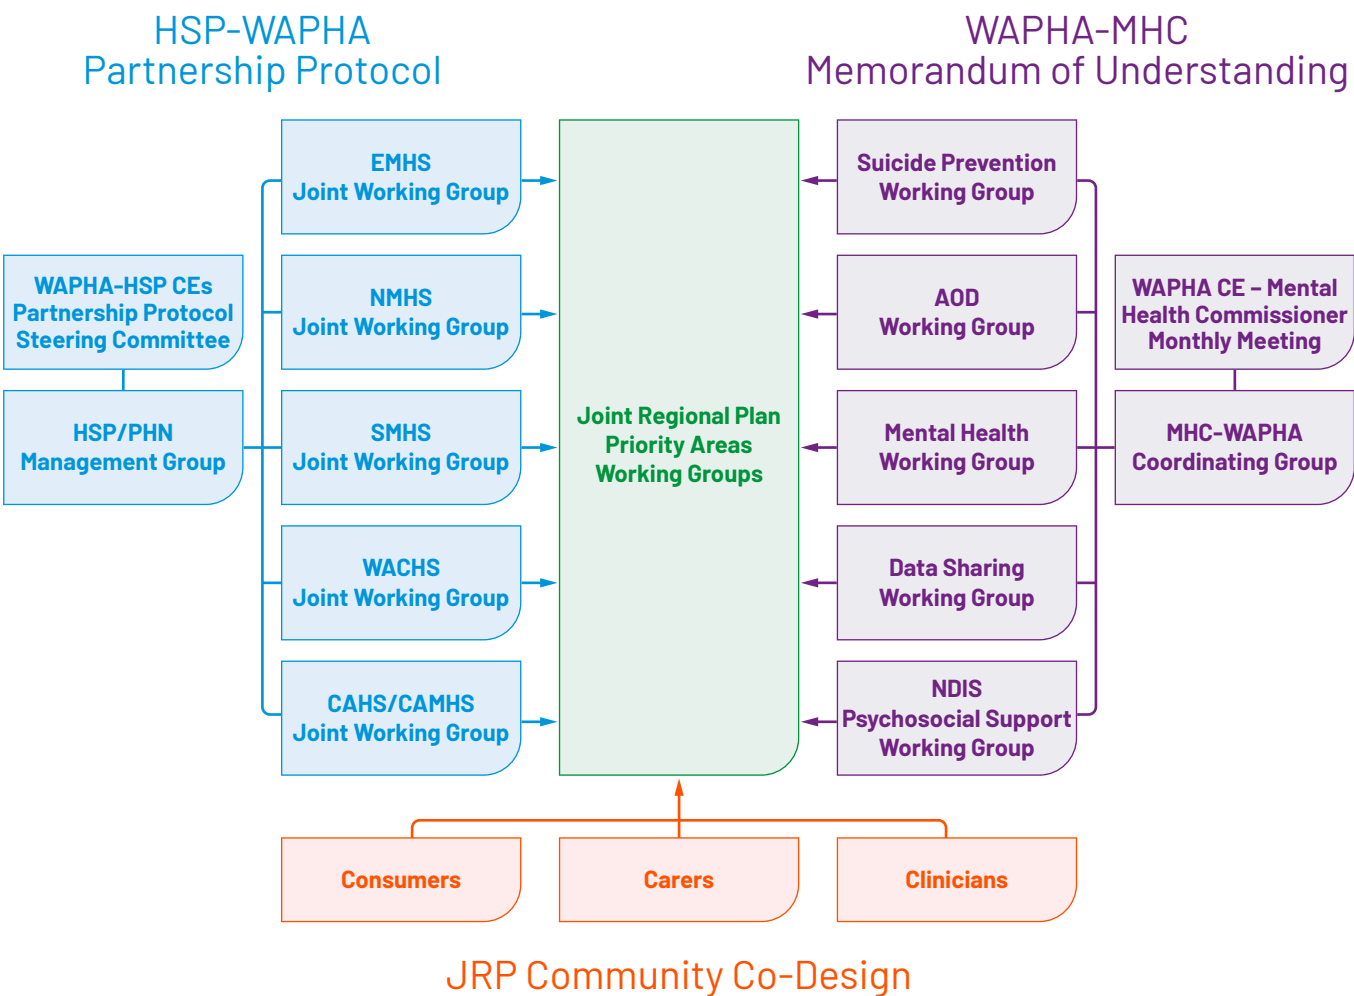 HSP-WAPHA
Partnership Protocol
WAPHA-MHC
Memorandum of Understanding
WAPHA-HSP CEs
Partnership Protocol
Steering Committee
HSP/PHN
Management Group
EMHS
Joint Working Group
NMHS
Joint Working Group
SMHS
Joint Working Group
WACHS
Joint Working Group
CAHS/CAMHS
Joint Working Group
Joint Regional Plan
Priority Areas
Working Groups
Suicide Prevention
Working Group
AOD
Working Group
Mental Health
Working Group
Data Sharing
Working Group
NDIS
Psychosocial Support
Working Group
WAPHA CE – Mental
Health Commissioner
Monthly Meeting
MHC-WAPHA
Coordinating Group
Consumers
Carers
Clinicians
JRP Community Co-Design